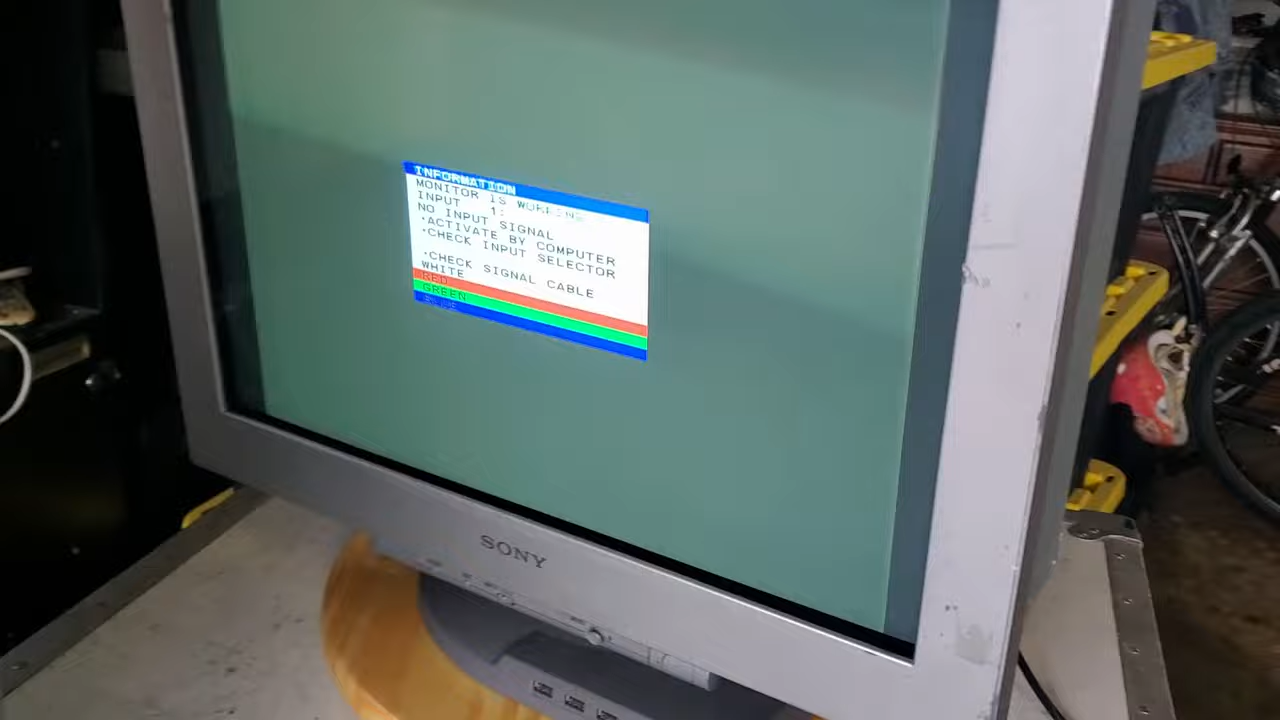 INFORMATION
MONITOR IS WORKING
INPUT 1:
NO INPUT SIGNAL
·ACTIVATE BY COMPUTER
·CHECK INPUT SELECTOR
·CHECK SIGNAL CABLE
WHITE
RED
GREEN
BLUE
SONY